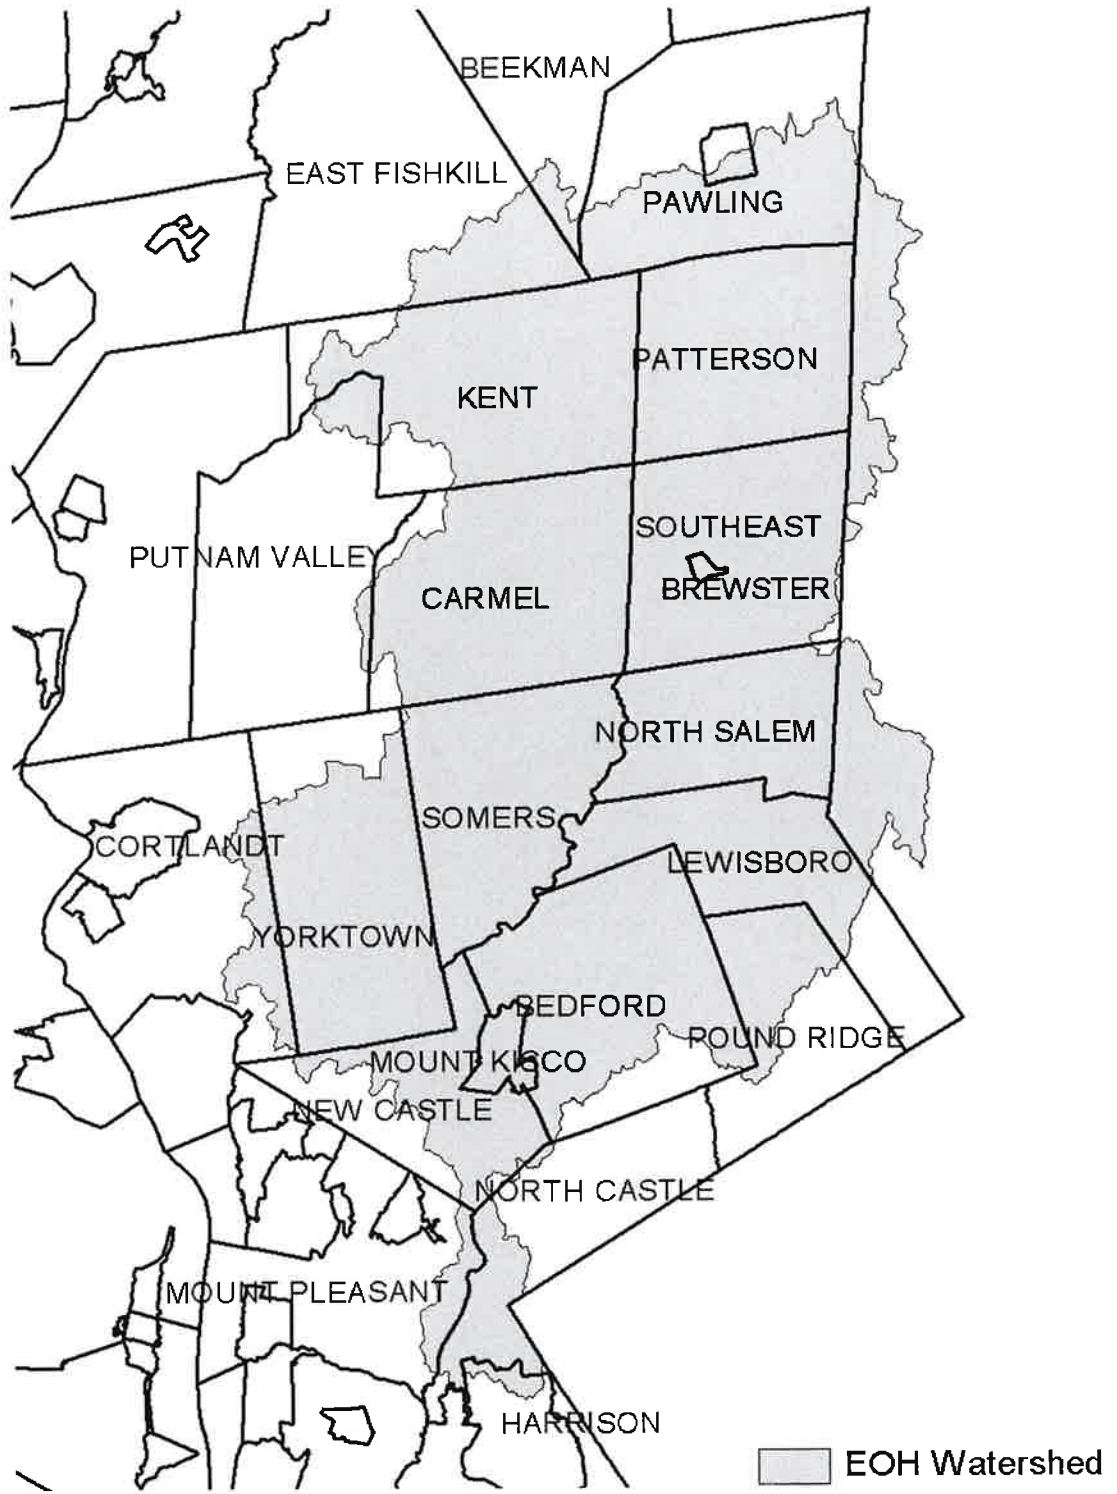 BEEKMAN
EAST FISHKILL
PAWLING
PATTERSON
KENT
SOUTHEAST
PUTNAM VALLEY
BREWSTER
CARMEL
NORTH SALEM
SOMERS
CORTLANDT
LEWISBORO
YORKTOWN
BEDFORD
POUND RIDGE
MOUNT KISCO
NEW CASTLE
NORTH CASTLE
MOUNT PLEASANT
HARRISON
EOH Watershed